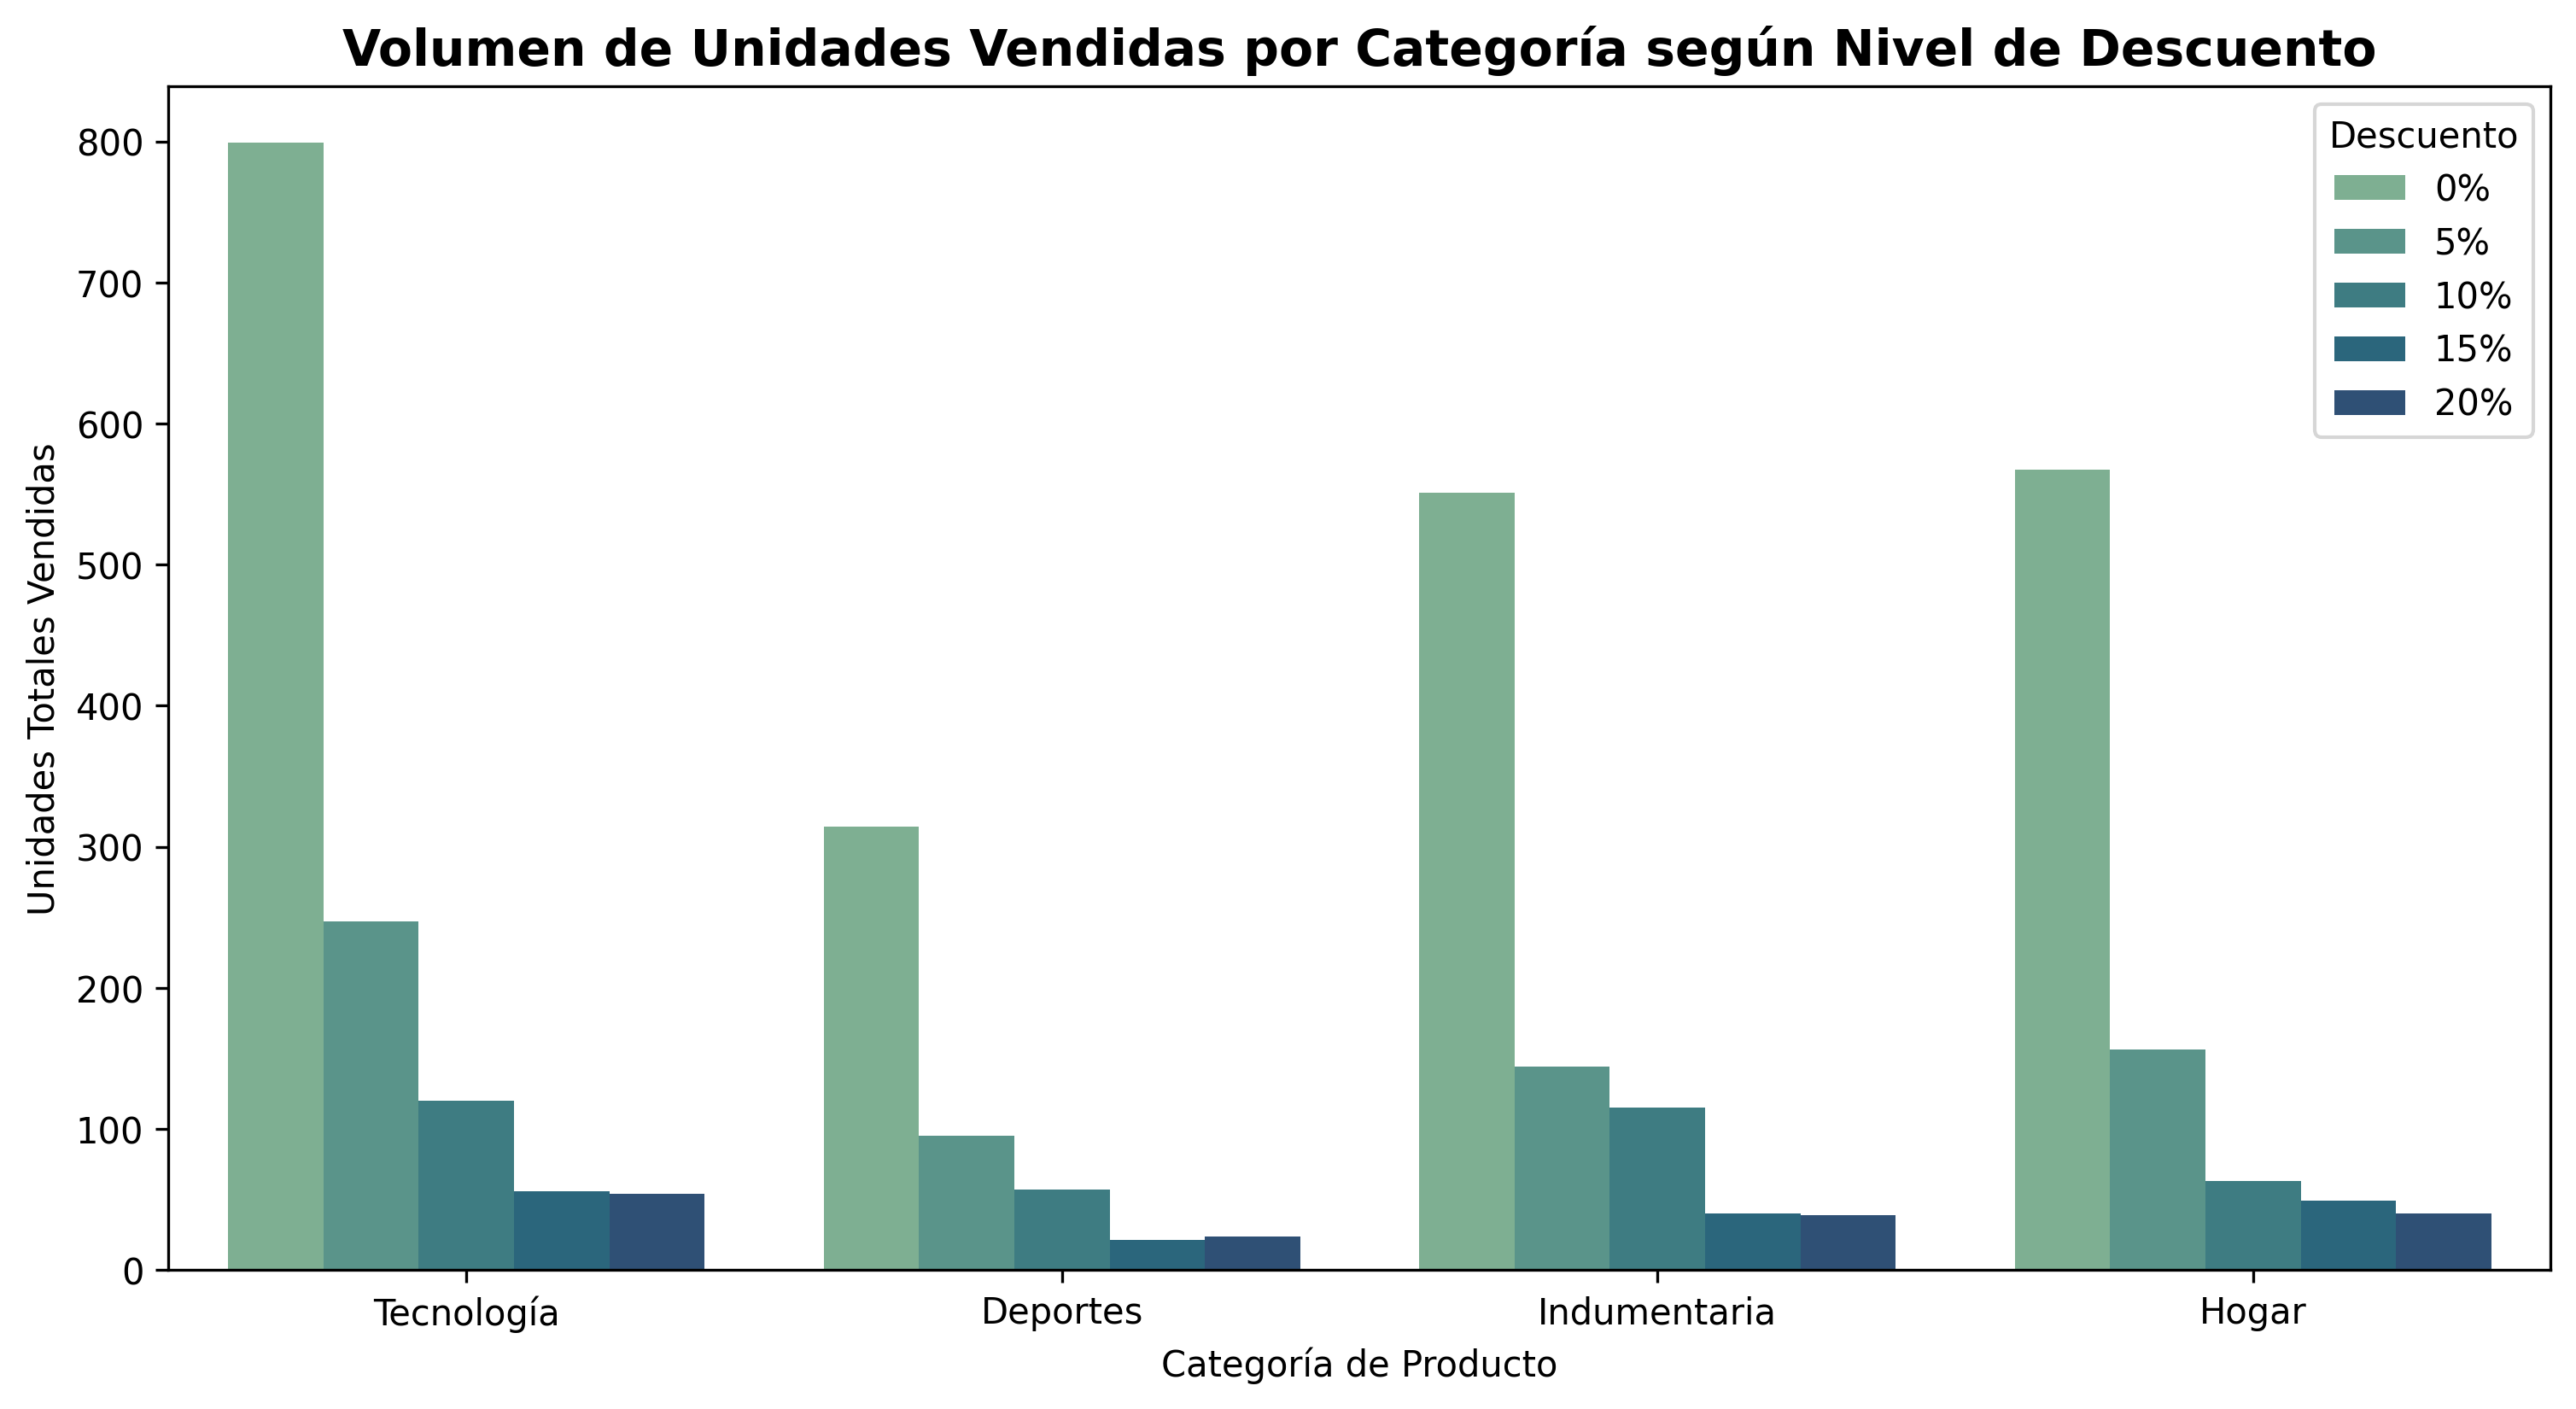 Volumen de Unidades Vendidas por Categoría según Nivel de Descuento
Unidades Totales Vendidas
800
700
600
500
400
300
200
100
0
Descuento
0%
5%
10%
15%
20%
Tecnología
Deportes
Indumentaria
Hogar
Categoría de Producto